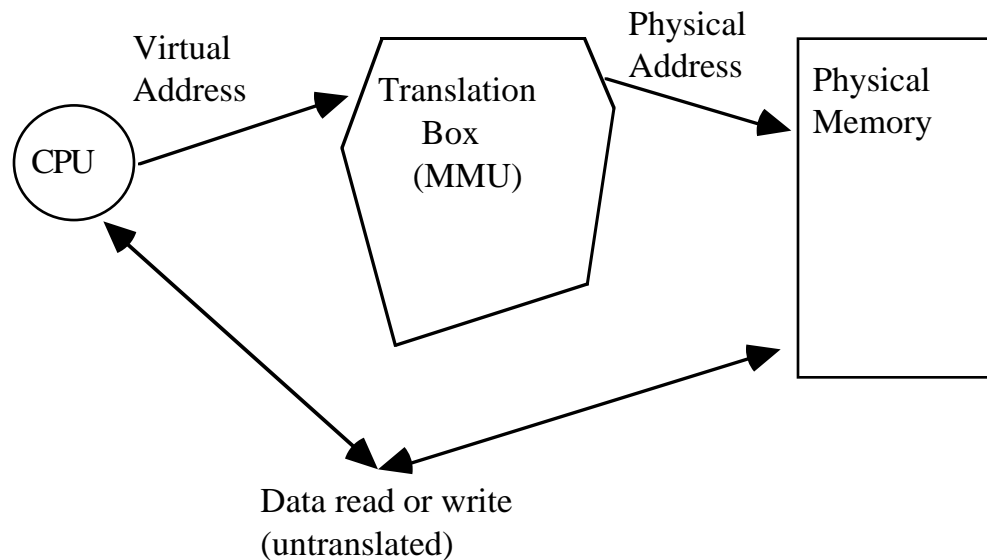 Virtual
Address
Physical
Address
Translation
Box
(MMU)
Physical
Memory
CPU
Data read or write
(untranslated)